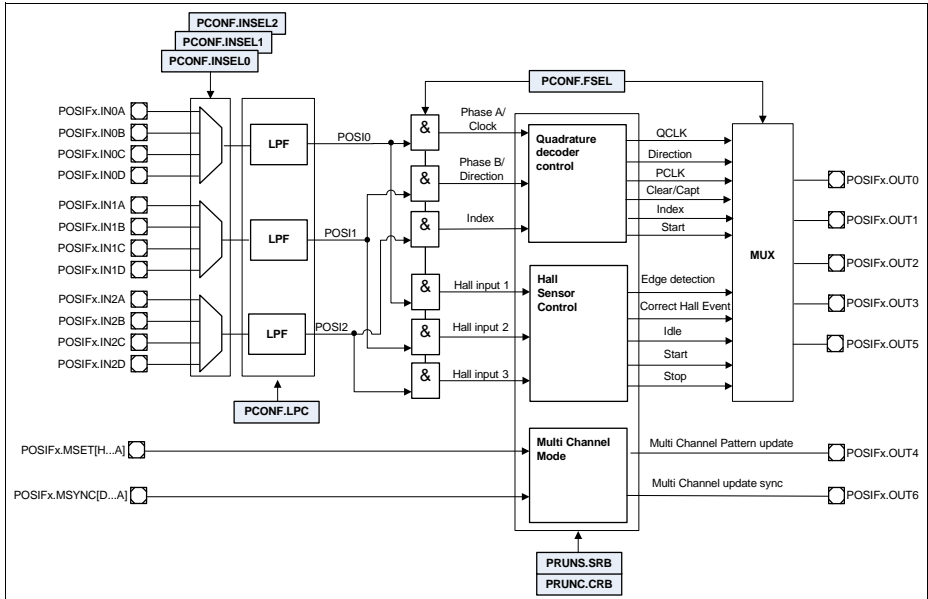 PCONF.INSEL2
PCONF.INSEL1
PCONF.INSEL0
PCONF.FSEL
POSIFx.IN0A
POSIFx.IN0B
POSIFx.IN0C
POSIFx.IN0D
POSIFx.IN1A
POSIFx.IN1B
POSIFx.IN1C
POSIFx.IN1D
POSIFx.IN2A
POSIFx.IN2B
POSIFx.IN2C
POSIFx.IN2D
LPF
LPF
LPF
POSI0
POSI1
POSI2
PCONF.LPC
&
&
&
&
&
&
Phase A/
Clock
Phase B/
Direction
Index
Hall input 1
Hall input 2
Hall input 3
Quadrature
decoder
control
QCLK
Direction
PCLK
Clear/Capt
Index
Start
Hall
Sensor
Control
Edge detection
Correct Hall Event
Idle
Start
Stop
MUX
POSIFx.OUT0
POSIFx.OUT1
POSIFx.OUT2
POSIFx.OUT3
POSIFx.OUT5
POSIFx.MSET[H...A]
POSIFx.MSYNC[D...A]
Multi Channel
Mode
Multi Channel Pattern update
Multi Channel update sync
POSIFx.OUT4
POSIFx.OUT6
PRUNS.SRB
PRUNC.CRB